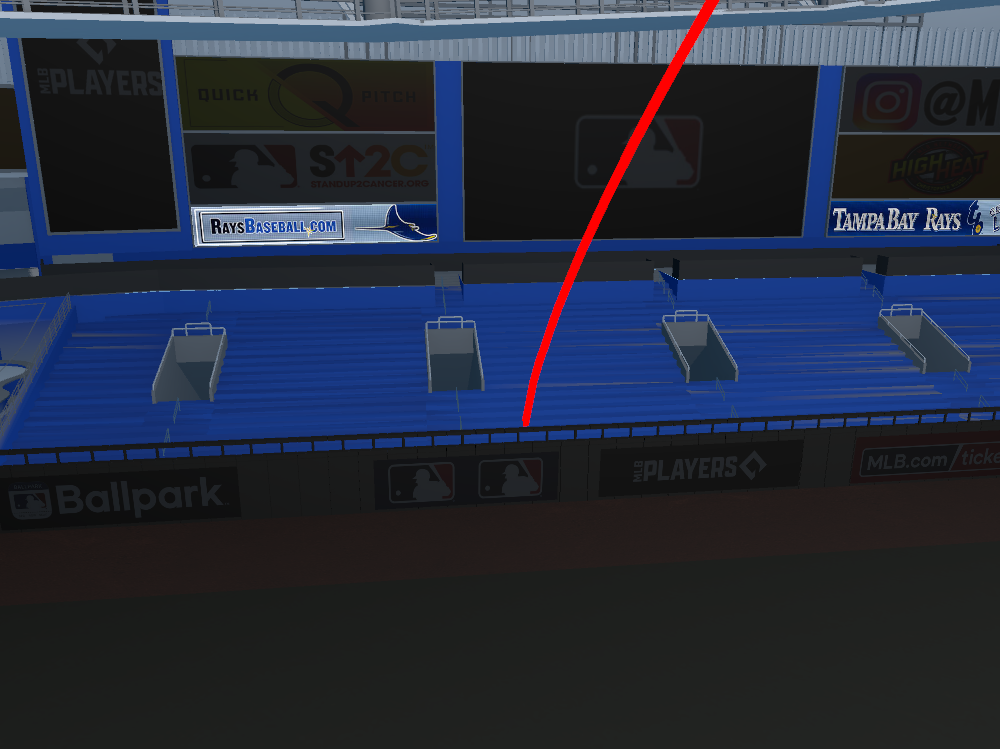 MLB PLAYERS
QUICK PITCH
S↑2C
STANDUP2CANCER.ORG
RAYSBASEBALL.COM
@M
HIGH HEAT
TAMPA BAY RAYS
Ballpark
MLB PLAYERS
MLB.com/ticke